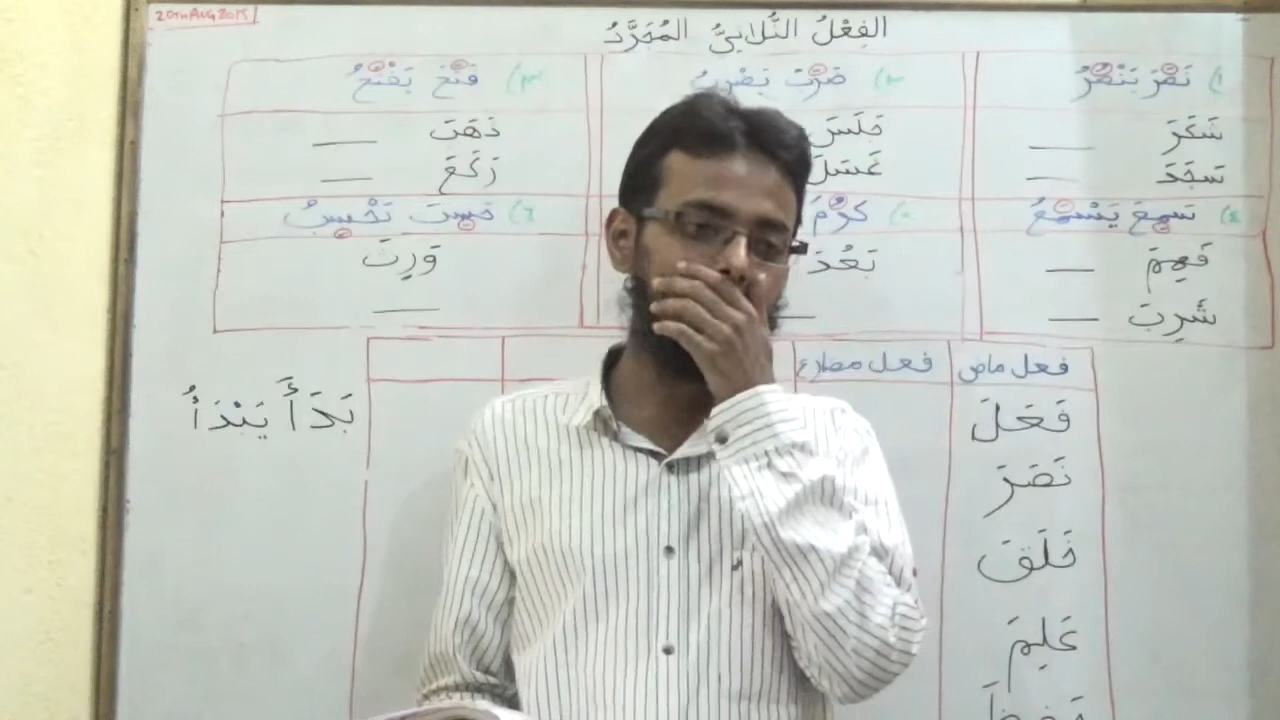 20TH AUG 2015
الفِعْلُ الثُّلَاثِيُّ المُجَرَّدُ
١) نَصَرَ يَنْصُرُ
٢) ضَرَبَ يَضْرِبُ
٣) فَتَحَ يَفْتَحُ
شَعَرَ
جَلَسَ
ذَهَبَ
سَجَدَ
غَسَلَ
رَكَعَ
٤) سَمِعَ يَسْمَعُ
٥) كَرُمَ
٦) حَسِبَ يَحْسِبُ
فَهِمَ
بَعُدَ
وَرِثَ
شَرِبَ
فعل ماض
فعل مضارع
فَعَلَ
بَدَأَ يَبْدَأُ
نَصَرَ
خَلَقَ
عَلِمَ